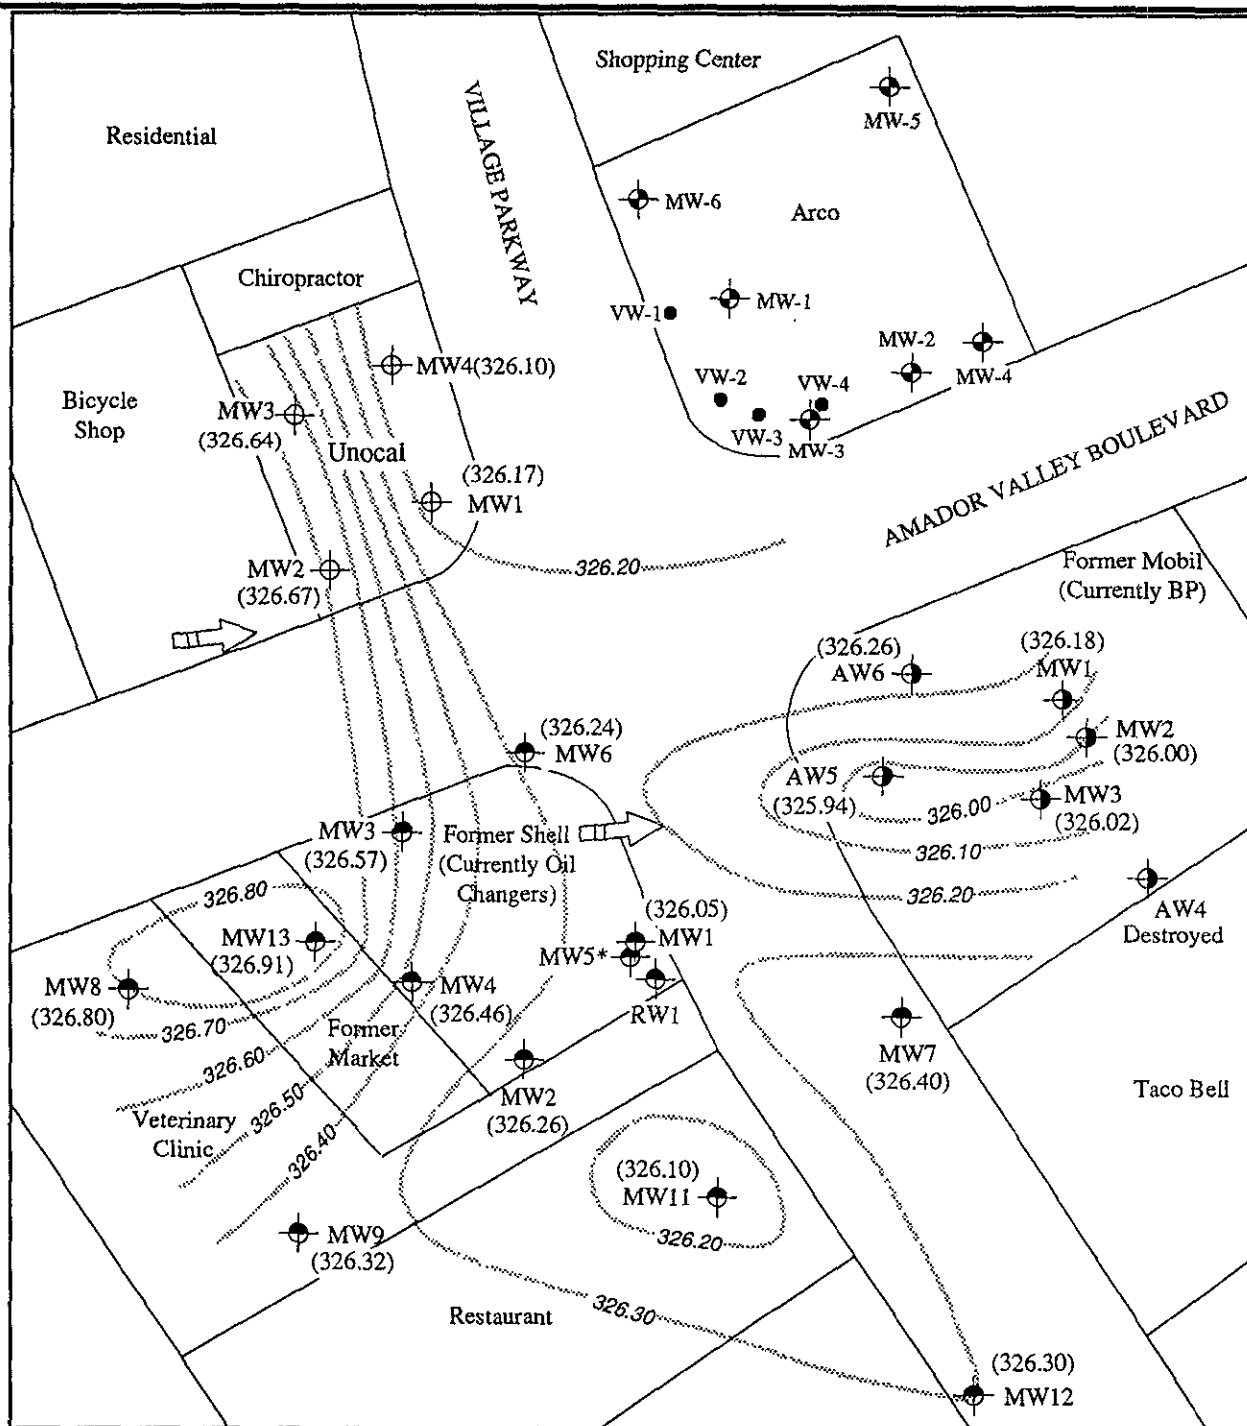 Shopping Center
VILLAGE PARKWAY
MW-5
Residential
MW-6
Arco
Chiropractor
VW-1
MW-1
MW-2
MW4(326.10)
MW-4
VW-2
VW-4
Bicycle
Shop
MW3
(326.64)
VW-3
MW-3
Unocal
(326.17)
MW1
AMADOR VALLEY BOULEVARD
MW2
(326.67)
326.20
Former Mobil
(Currently BP)
(326.26)
AW6
(326.18)
MW1
(326.24)
MW6
MW2
(326.00)
AW5
(325.94)
326.00
MW3
(326.02)
MW3
(326.57)
Former Shell
(Currently Oil
Changers)
326.10
326.80
326.20
AW4
Destroyed
(326.05)
MW1
MW13
(326.91)
MW5*
MW8
(326.80)
MW4
(326.46)
RW1
326.70
Former
Market
MW7
(326.40)
326.60
MW2
(326.26)
Taco Bell
326.50
Veterinary
Clinic
326.40
(326.10)
MW11
326.20
MW9
(326.32)
326.30
Restaurant
(326.30)
MW12